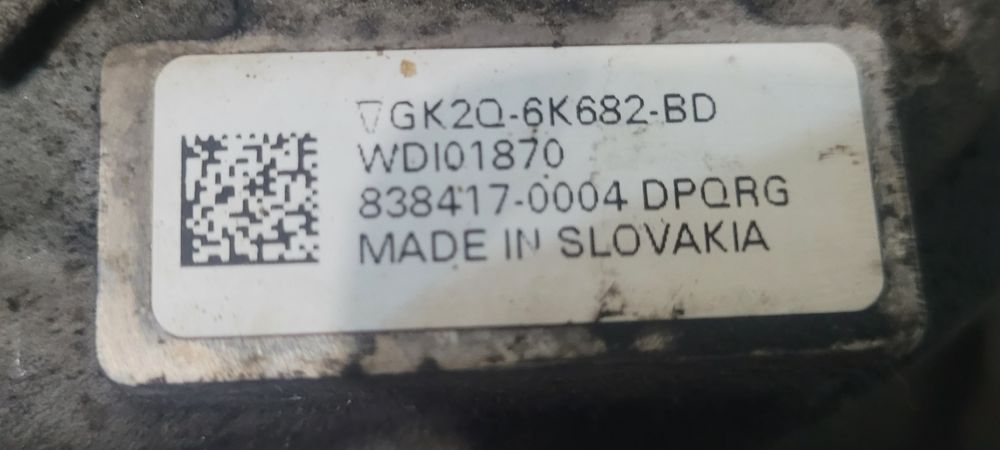 ▽GK2Q-6K682-BD
WDI01870
838417-0004 DPQRG
MADE IN SLOVAKIA